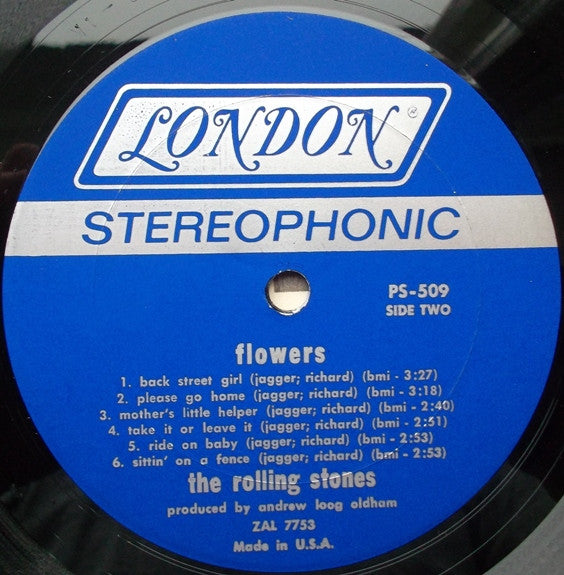 LONDON®
STEREOPHONIC
PS-509
SIDE TWO
flowers
1. back street girl (jagger; richard) (bmi - 3:27)
2. please go home (jagger; richard) (bmi - 3:18)
3. mother's little helper (jagger; richard) (bmi - 2:40)
4. take it or leave it (jagger; richard) (bmi - 2:51)
5. ride on baby (jagger; richard) (bmi - 2:53)
6. sittin' on a fence (jagger; richard) (bmi - 2:53)
the rolling stones
produced by andrew loog oldham
ZAL 7753
Made in U.S.A.